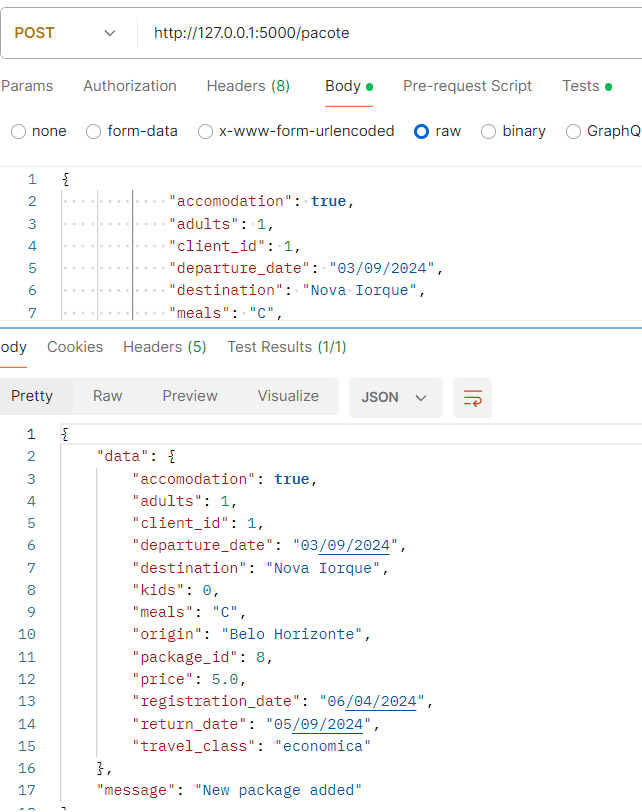 POST http://127.0.0.1:5000/pacote
Params Authorization Headers (8) Body Pre-request Script Tests
none form-data x-www-form-urlencoded raw binary GraphQ
1 {
2 "accomodation": true,
3 "adults": 1,
4 "client_id": 1,
5 "departure_date": "03/09/2024",
6 "destination": "Nova Iorque",
7 "meals": "C",
ody Cookies Headers (5) Test Results (1/1)
Pretty Raw Preview Visualize JSON
1 {
2 "data": {
3 "accomodation": true,
4 "adults": 1,
5 "client_id": 1,
6 "departure_date": "03/09/2024",
7 "destination": "Nova Iorque",
8 "kids": 0,
9 "meals": "C",
10 "origin": "Belo Horizonte",
11 "package_id": 8,
12 "price": 5.0,
13 "registration_date": "06/04/2024",
14 "return_date": "05/09/2024",
15 "travel_class": "economica"
16 },
17 "message": "New package added"